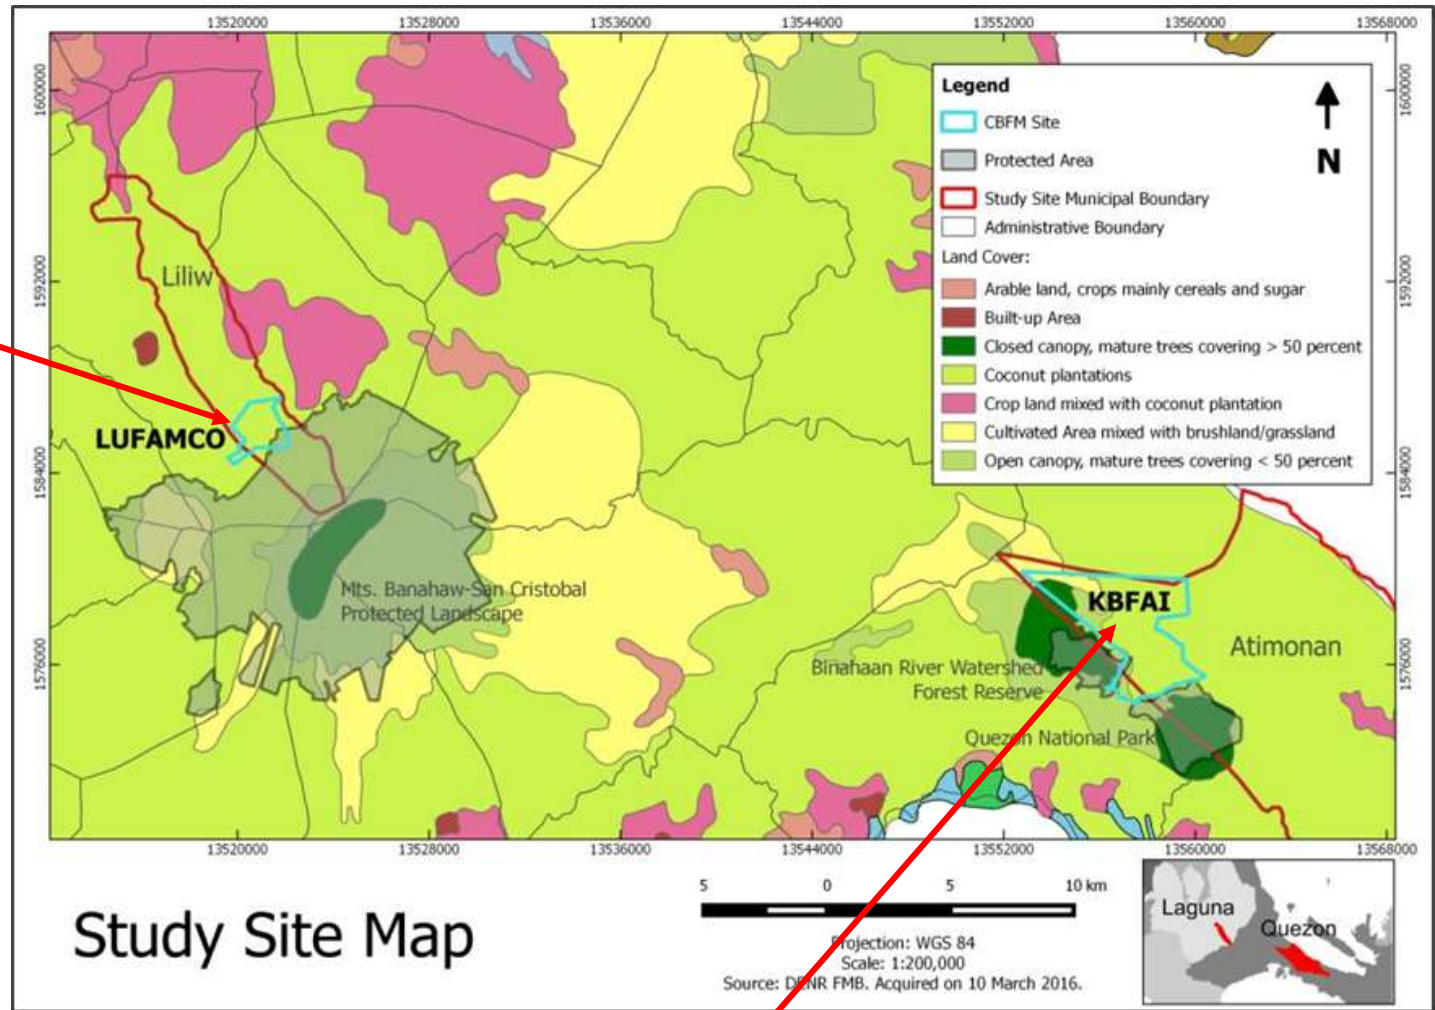 13520000 13528000 13536000 13544000 13552000 13560000 13568000
1600000
1600000
Legend
CBFM Site
Protected Area
Study Site Municipal Boundary
Administrative Boundary
Land Cover:
Arable land, crops mainly cereals and sugar
Built-up Area
Closed canopy, mature trees covering > 50 percent
Coconut plantations
Crop land mixed with coconut plantation
Cultivated Area mixed with brushland/grassland
Open canopy, mature trees covering < 50 percent
N
1592000
Liliw
1592000
LUFAMCO
1584000
1584000
Mts. Banahaw-San Cristobal
Protected Landscape
KBFAI
Atimonan
1576000
Binahaan River Watershed
Forest Reserve
1576000
Quezon National Park
13520000 13528000 13536000 13544000 13552000 13560000 13568000
Study Site Map
5 0 5 10 km
Projection: WGS 84
Scale: 1:200,000
Source: DENR FMB. Acquired on 10 March 2016.
Laguna
Quezon